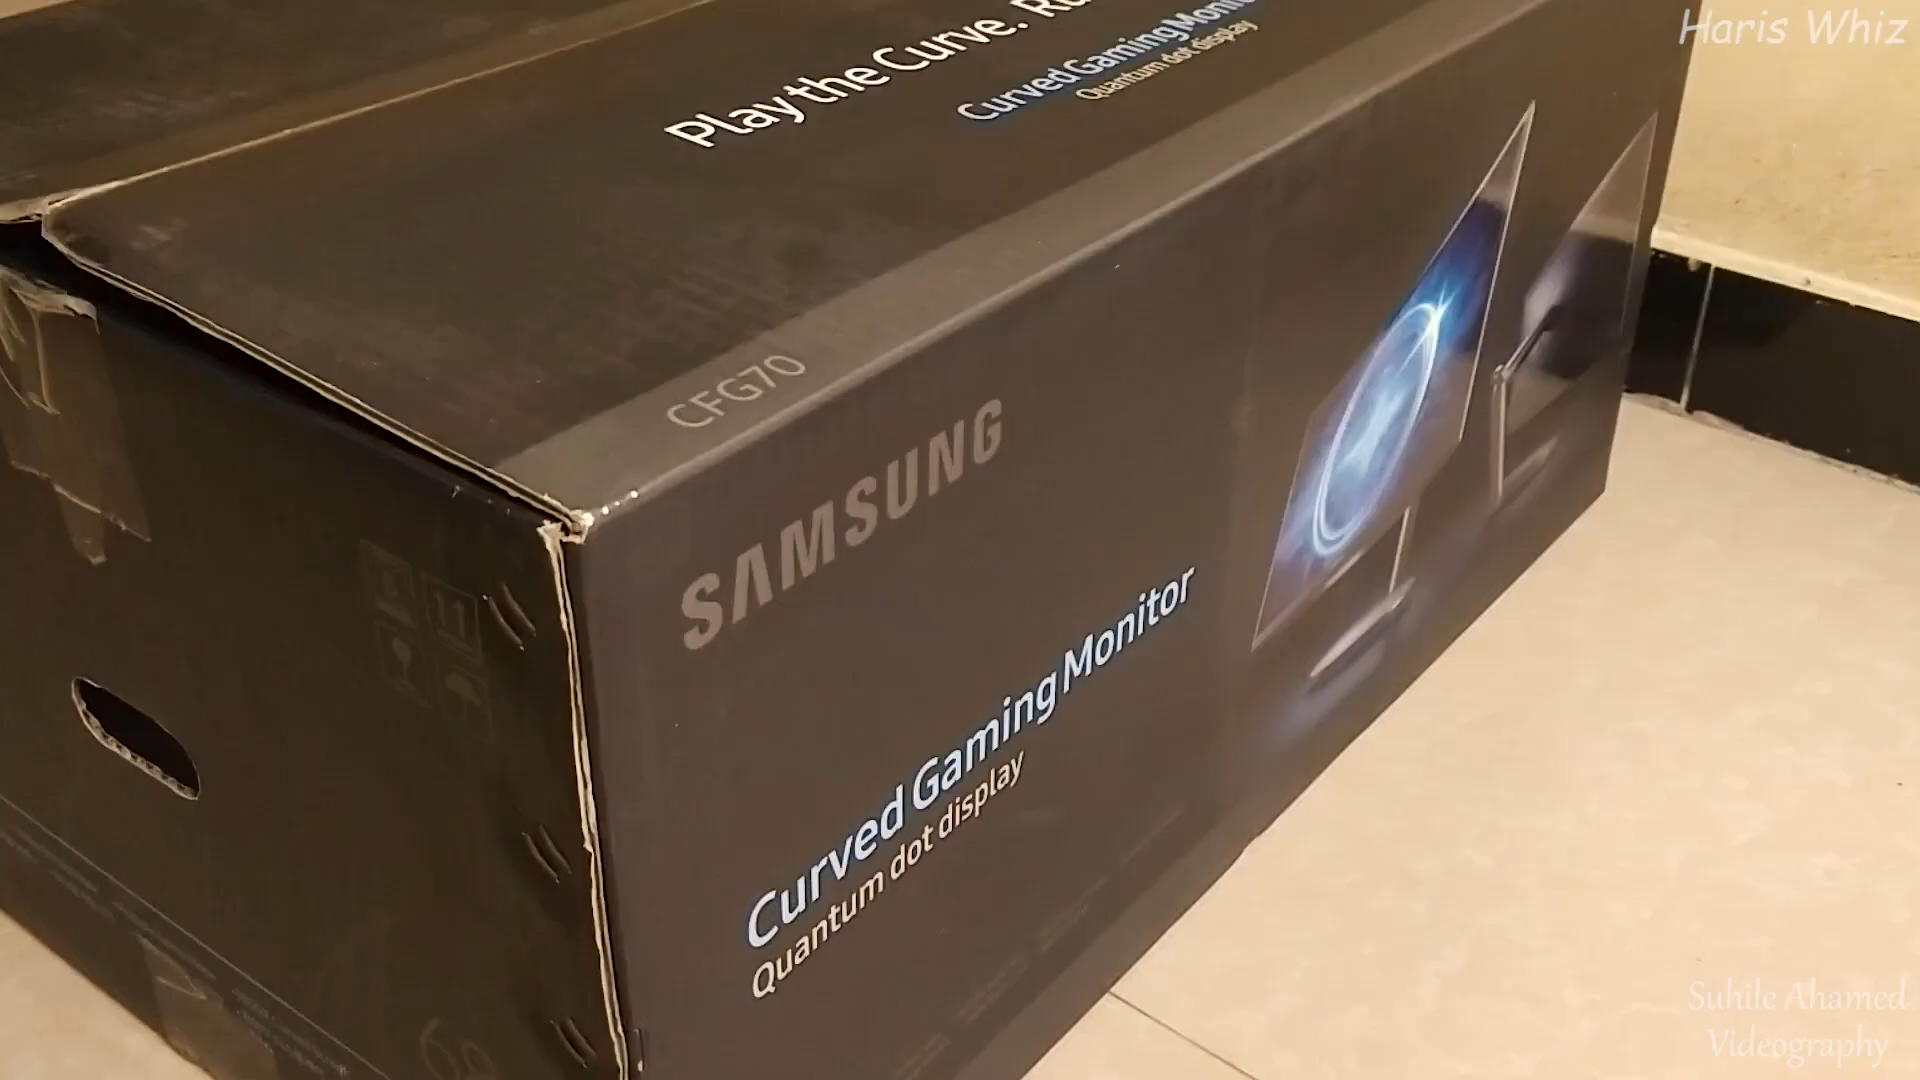 Haris Whiz
Play the Curve.
Curved Gaming
Quantum dot display
CFG70
SAMSUNG
Curved Gaming Monitor
Quantum dot display
Suhile Ahamed
Videography